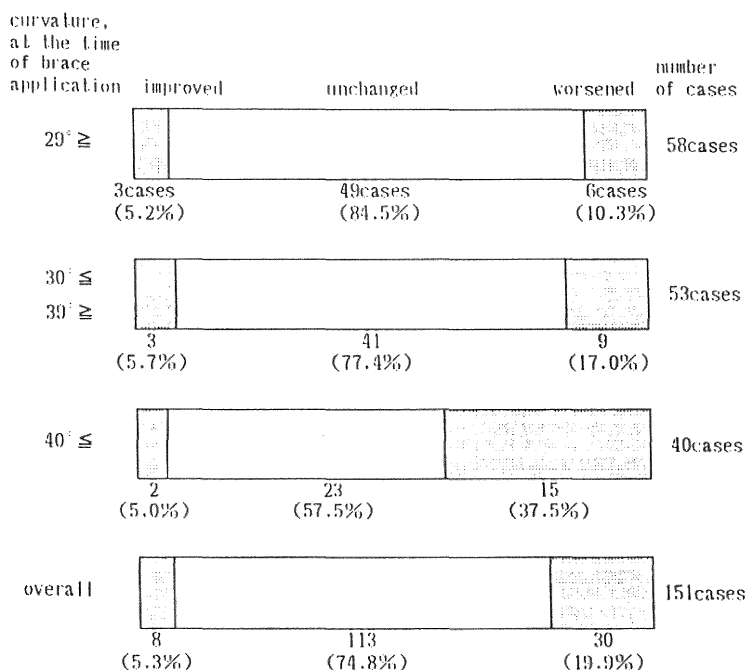 curvature,
at the time
of brace
application improved unchanged worsened number
of cases
29° ≧ 58cases
3cases 49cases 6cases
(5.2%) (84.5%) (10.3%)
30° ≦
39° ≧ 53cases
3 41 9
(5.7%) (77.4%) (17.0%)
40° ≦ 40cases
2 23 15
(5.0%) (57.5%) (37.5%)
overall 151cases
8 113 30
(5.3%) (74.8%) (19.9%)